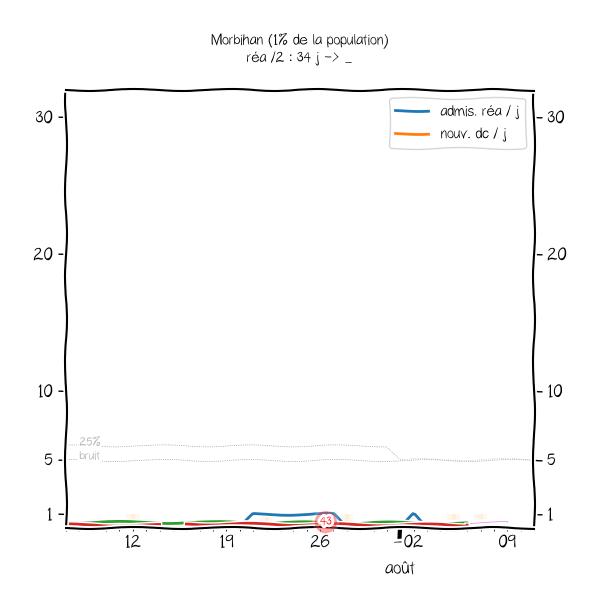 Morbihan (1% de la population)
réa /2 : 34 j -> _
admis. réa / j
nouv. dc / j
30
30
20
20
10
10
25%
bruit
5
5
1
1
43
12
19
26
02
09
août